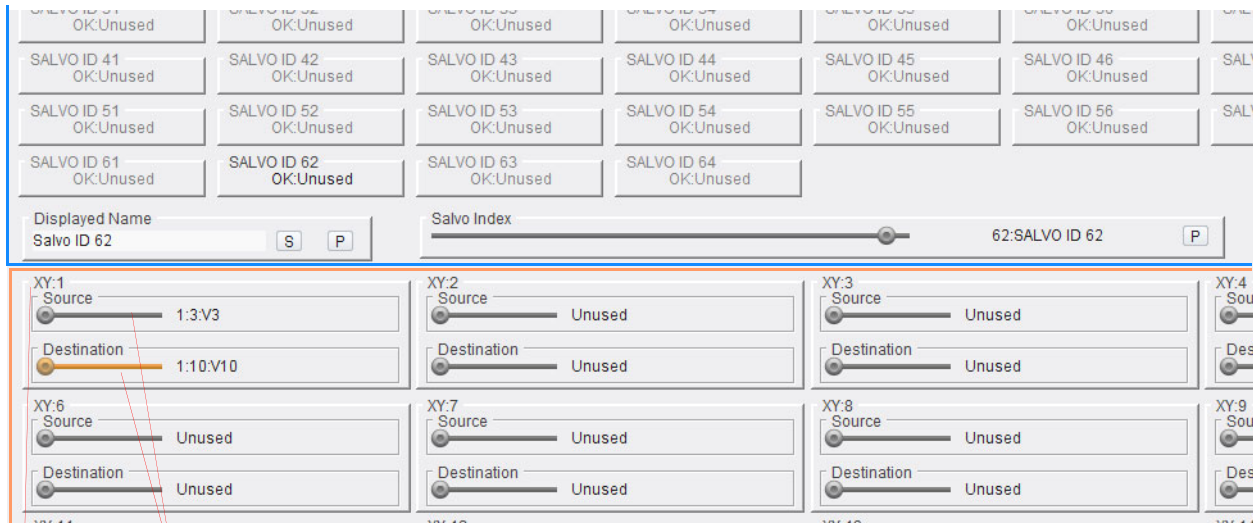 OK:Unused OK:Unused OK:Unused OK:Unused OK:Unused OK:Unused
SALVO ID 41 SALVO ID 42 SALVO ID 43 SALVO ID 44 SALVO ID 45 SALVO ID 46
OK:Unused OK:Unused OK:Unused OK:Unused OK:Unused OK:Unused
SALVO ID 51 SALVO ID 52 SALVO ID 53 SALVO ID 54 SALVO ID 55 SALVO ID 56
OK:Unused OK:Unused OK:Unused OK:Unused OK:Unused OK:Unused
SALVO ID 61 SALVO ID 62 SALVO ID 63 SALVO ID 64
OK:Unused OK:Unused OK:Unused OK:Unused
Displayed Name Salvo Index
Salvo ID 62 S P 62:SALVO ID 62 P
XY:1 XY:2 XY:3 XY:4
Source Source Source
1:3:V3 Unused Unused
Destination Destination Destination
1:10:V10 Unused Unused
XY:6 XY:7 XY:8 XY:9
Source Source Source
Unused Unused Unused
Destination Destination Destination
Unused Unused Unused